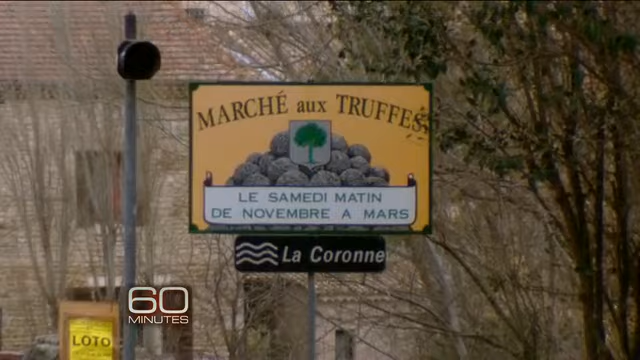 MARCHÉ AUX TRUFFES
LE SAMEDI MATIN
DE NOVEMBRE A MARS
La Coronne
60
MINUTES
LOTO